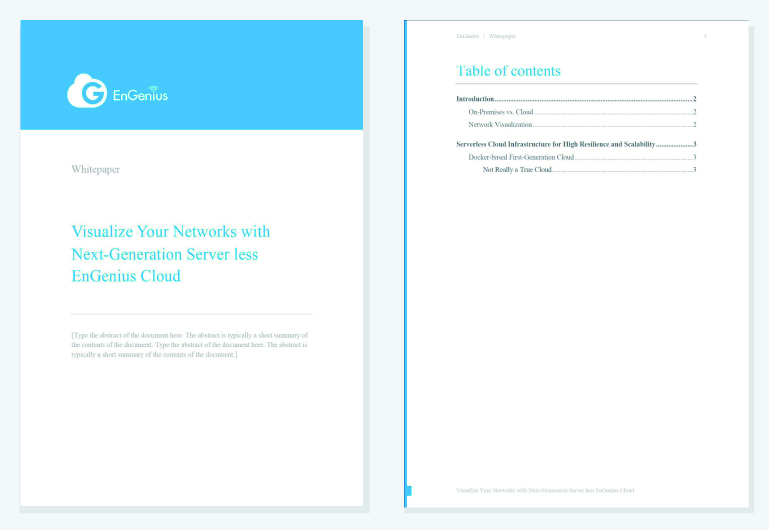 EnGenius
Whitepaper
Visualize Your Networks with
Next-Generation Server less
EnGenius Cloud
[Type the abstract of the document here. The abstract is typically a short summary of
the contents of the document. Type the abstract of the document here. The abstract is
typically a short summary of the contents of the document.]
EnGenius | Whitepaper 1
Table of contents
Introduction....................2
On-Premises vs. Cloud....................2
Network Visualization....................2
Serverless Cloud Infrastructure for High Resilience and Scalability....................3
Docker-based First-Generation Cloud....................3
Not Really a True Cloud....................3
Visualize Your Networks with Next-Generation Server less EnGenius Cloud